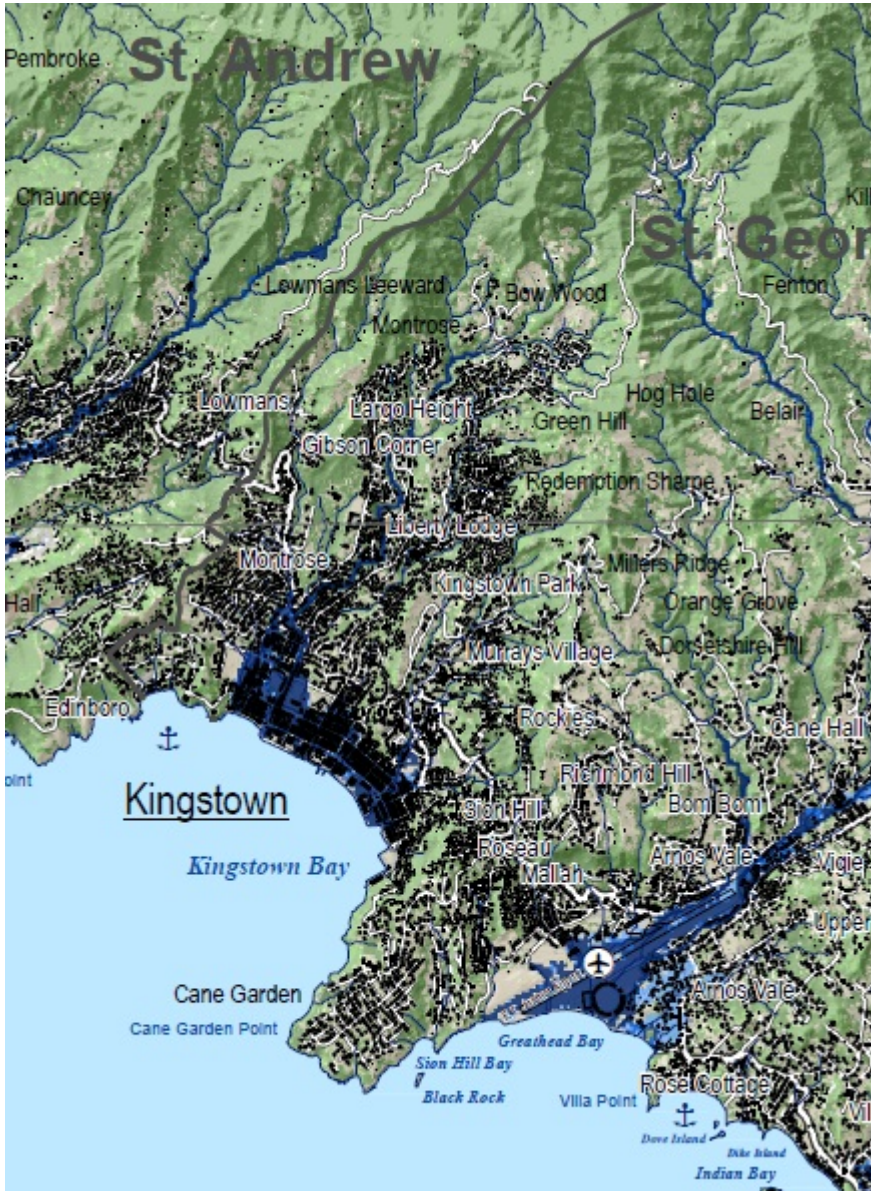 Pembroke
St. Andrew
Chauncey
St. Geor
Kil
Lowmans Leeward
Bow Wood
Fenton
Montrose
Hog Hole
Lowmans
Largo Height
Belair
Green Hill
Gibson Corner
Redemption Sharpe
Liberty Lodge
Montrose
Millers Ridge
Kingstown Park
Hall
Orange Grove
Murrays Village
Dorsetshire Hill
Edinboro
Rockies
Cane Hall
oint
Richmond Hill
Kingstown
Sion Hill
Bom Bom
Roseau
Arnos Vale
Kingstown Bay
Mallah
Vigie
Upper
Cane Garden
Arnos Vale
Cane Garden Point
Greathead Bay
Sion Hill Bay
Rose Cottage
Black Rock
Villa Point
Vil
Dove Island
Dike Island
Indian Bay